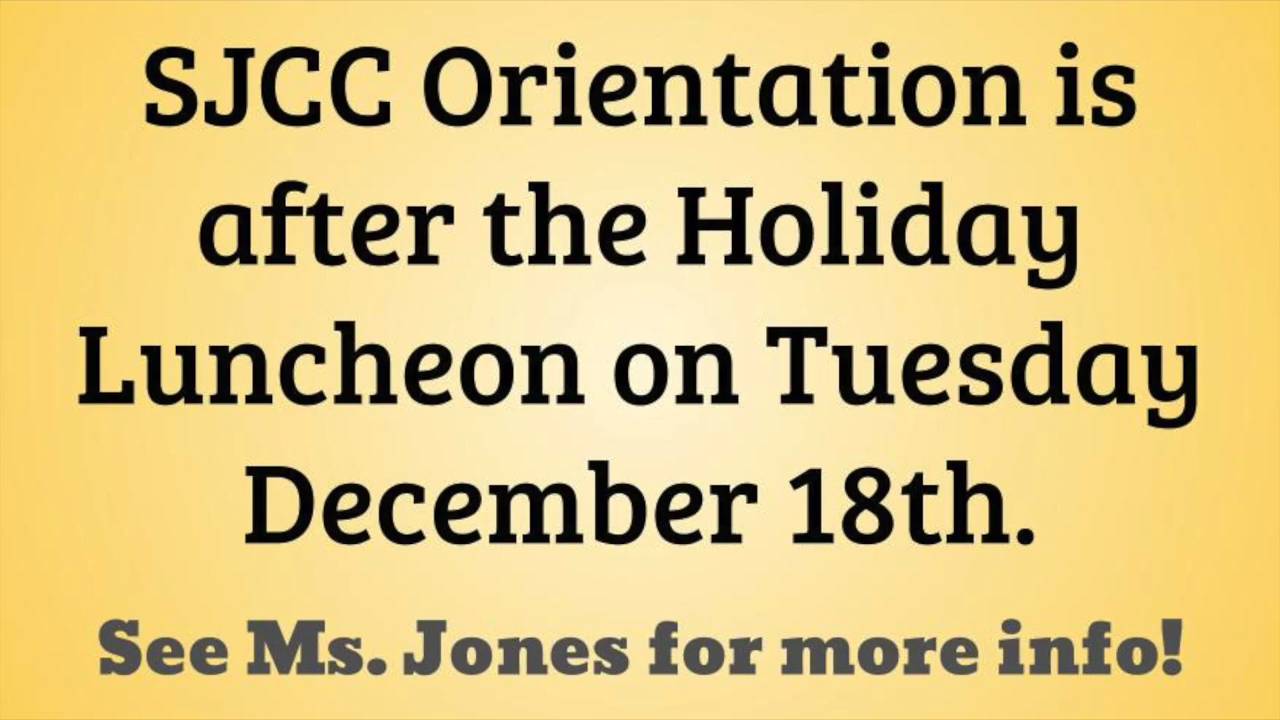 SJCC Orientation is
after the Holiday
Luncheon on Tuesday
December 18th.
See Ms. Jones for more info!